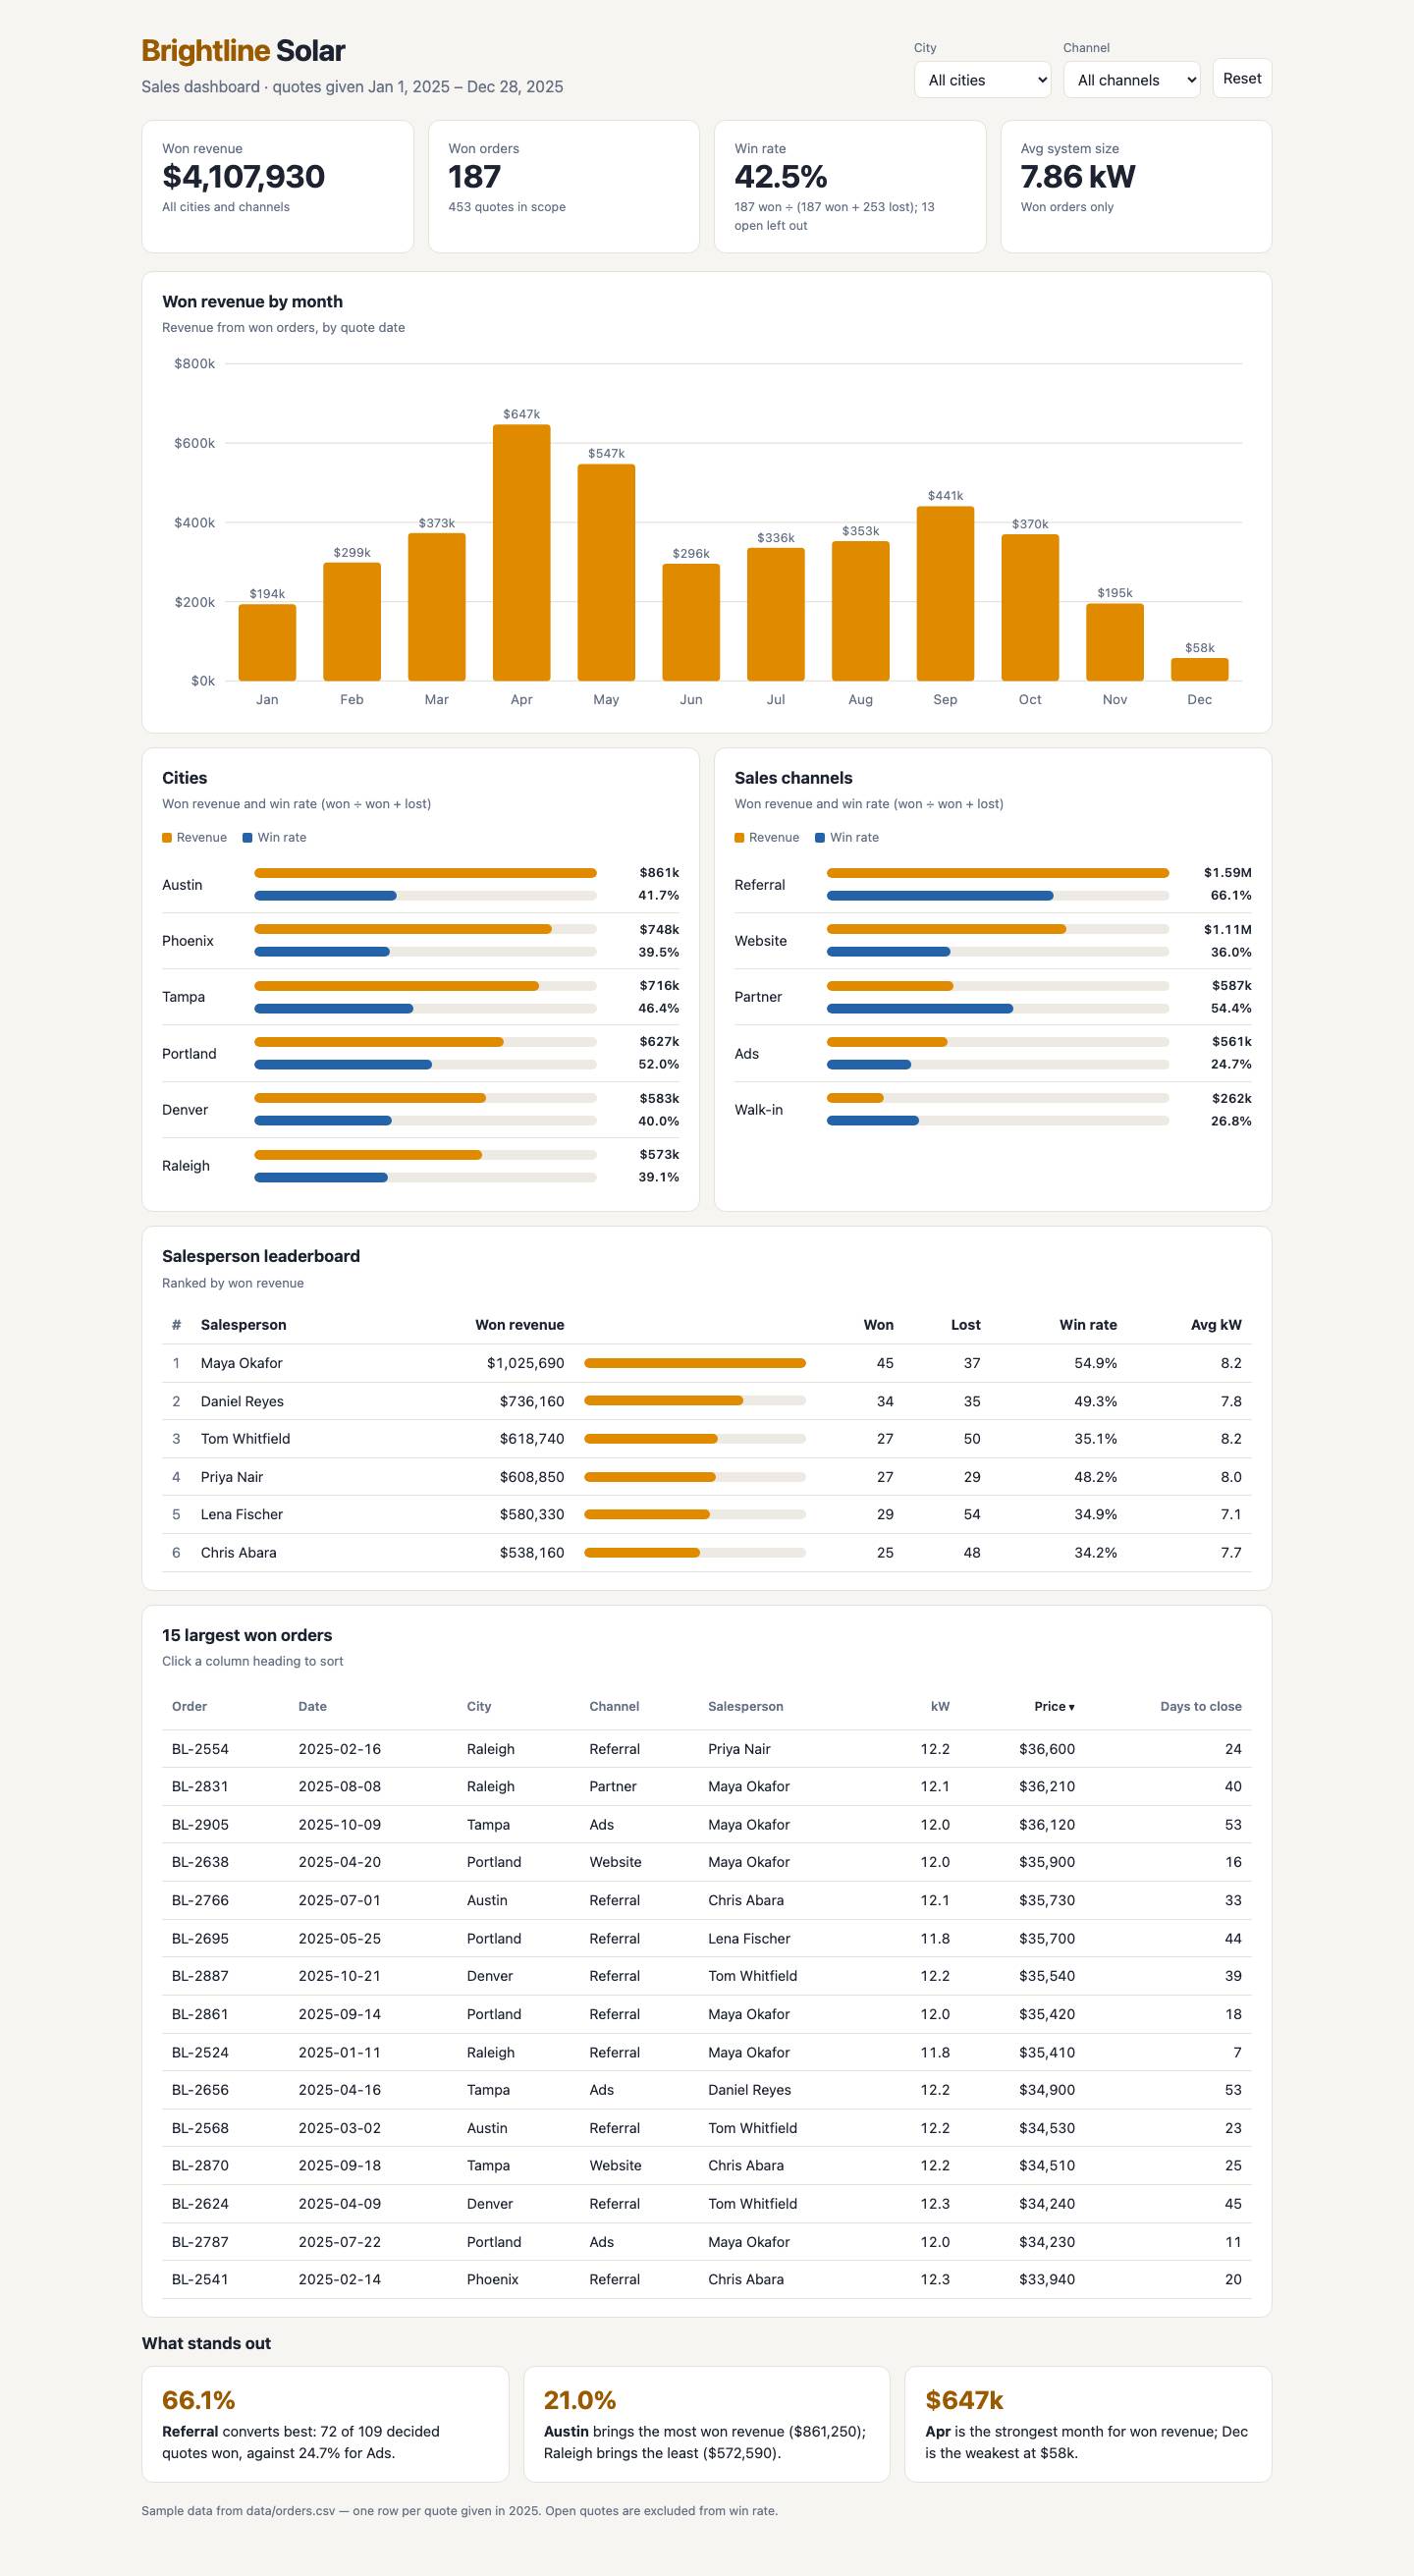 Brightline Solar
Sales dashboard · quotes given Jan 1, 2025 – Dec 28, 2025
City
All cities
Channel
All channels
Reset
Won revenue
$4,107,930
All cities and channels
Won orders
187
453 quotes in scope
Win rate
42.5%
187 won ÷ (187 won + 253 lost); 13
open left out
Avg system size
7.86 kW
Won orders only
Won revenue by month
Revenue from won orders, by quote date
$800k
$600k
$400k
$200k
$0k
$194k
$299k
$373k
$647k
$547k
$296k
$336k
$353k
$441k
$370k
$195k
$58k
Jan Feb Mar Apr May Jun Jul Aug Sep Oct Nov Dec
Cities
Won revenue and win rate (won ÷ won + lost)
Revenue Win rate
Austin $861k
41.7%
Phoenix $748k
39.5%
Tampa $716k
46.4%
Portland $627k
52.0%
Denver $583k
40.0%
Raleigh $573k
39.1%
Sales channels
Won revenue and win rate (won ÷ won + lost)
Revenue Win rate
Referral $1.59M
66.1%
Website $1.11M
36.0%
Partner $587k
54.4%
Ads $561k
24.7%
Walk-in $262k
26.8%
Salesperson leaderboard
Ranked by won revenue
# Salesperson Won revenue Won Lost Win rate Avg kW
1 Maya Okafor $1,025,690 45 37 54.9% 8.2
2 Daniel Reyes $736,160 34 35 49.3% 7.8
3 Tom Whitfield $618,740 27 50 35.1% 8.2
4 Priya Nair $608,850 27 29 48.2% 8.0
5 Lena Fischer $580,330 29 54 34.9% 7.1
6 Chris Abara $538,160 25 48 34.2% 7.7
15 largest won orders
Click a column heading to sort
Order Date City Channel Salesperson kW Price ▾ Days to close
BL-2554 2025-02-16 Raleigh Referral Priya Nair 12.2 $36,600 24
BL-2831 2025-08-08 Raleigh Partner Maya Okafor 12.1 $36,210 40
BL-2905 2025-10-09 Tampa Ads Maya Okafor 12.0 $36,120 53
BL-2638 2025-04-20 Portland Website Maya Okafor 12.0 $35,900 16
BL-2766 2025-07-01 Austin Referral Chris Abara 12.1 $35,730 33
BL-2695 2025-05-25 Portland Referral Lena Fischer 11.8 $35,700 44
BL-2887 2025-10-21 Denver Referral Tom Whitfield 12.2 $35,540 39
BL-2861 2025-09-14 Portland Referral Maya Okafor 12.0 $35,420 18
BL-2524 2025-01-11 Raleigh Referral Maya Okafor 11.8 $35,410 7
BL-2656 2025-04-16 Tampa Ads Daniel Reyes 12.2 $34,900 53
BL-2568 2025-03-02 Austin Referral Tom Whitfield 12.2 $34,530 23
BL-2870 2025-09-18 Tampa Website Chris Abara 12.2 $34,510 25
BL-2624 2025-04-09 Denver Referral Tom Whitfield 12.3 $34,240 45
BL-2787 2025-07-22 Portland Ads Maya Okafor 12.0 $34,230 11
BL-2541 2025-02-14 Phoenix Referral Chris Abara 12.3 $33,940 20
What stands out
66.1%
Referral converts best: 72 of 109 decided
quotes won, against 24.7% for Ads.
21.0%
Austin brings the most won revenue ($861,250);
Raleigh brings the least ($572,590).
$647k
Apr is the strongest month for won revenue; Dec
is the weakest at $58k.
Sample data from data/orders.csv — one row per quote given in 2025. Open quotes are excluded from win rate.